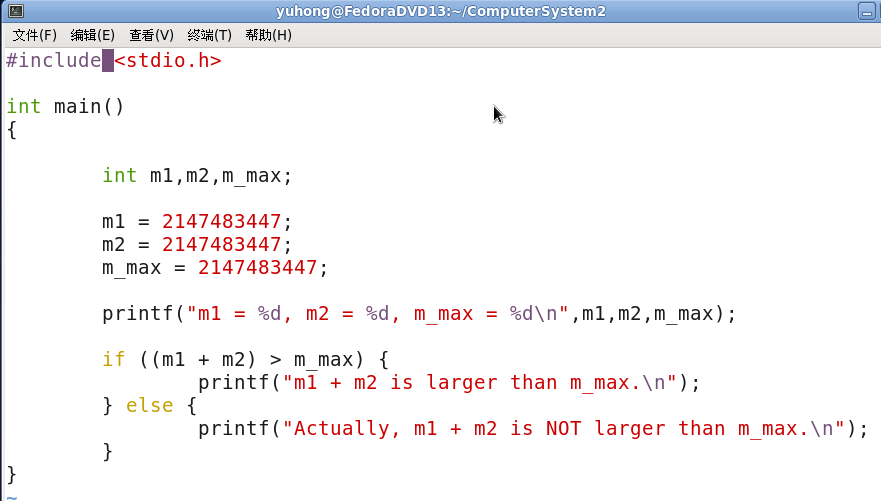 yuhong@FedoraDVD13:~/ComputerSystem2
文件(F) 编辑(E) 查看(V) 终端(T) 帮助(H)
#include <stdio.h>
int main()
{
int m1,m2,m_max;
m1 = 2147483447;
m2 = 2147483447;
m_max = 2147483447;
printf("m1 = %d, m2 = %d, m_max = %d\n",m1,m2,m_max);
if ((m1 + m2) > m_max) {
printf("m1 + m2 is larger than m_max.\n");
} else {
printf("Actually, m1 + m2 is NOT larger than m_max.\n");
}
}
~